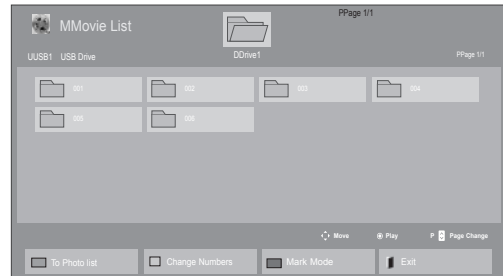 PPage 1/1
MMovie List
UUSB1 USB Drive
DDrive1
PPage 1/1
001 002 003 004
005 006
Move Play P Page Change
To Photo list Change Numbers Mark Mode Exit